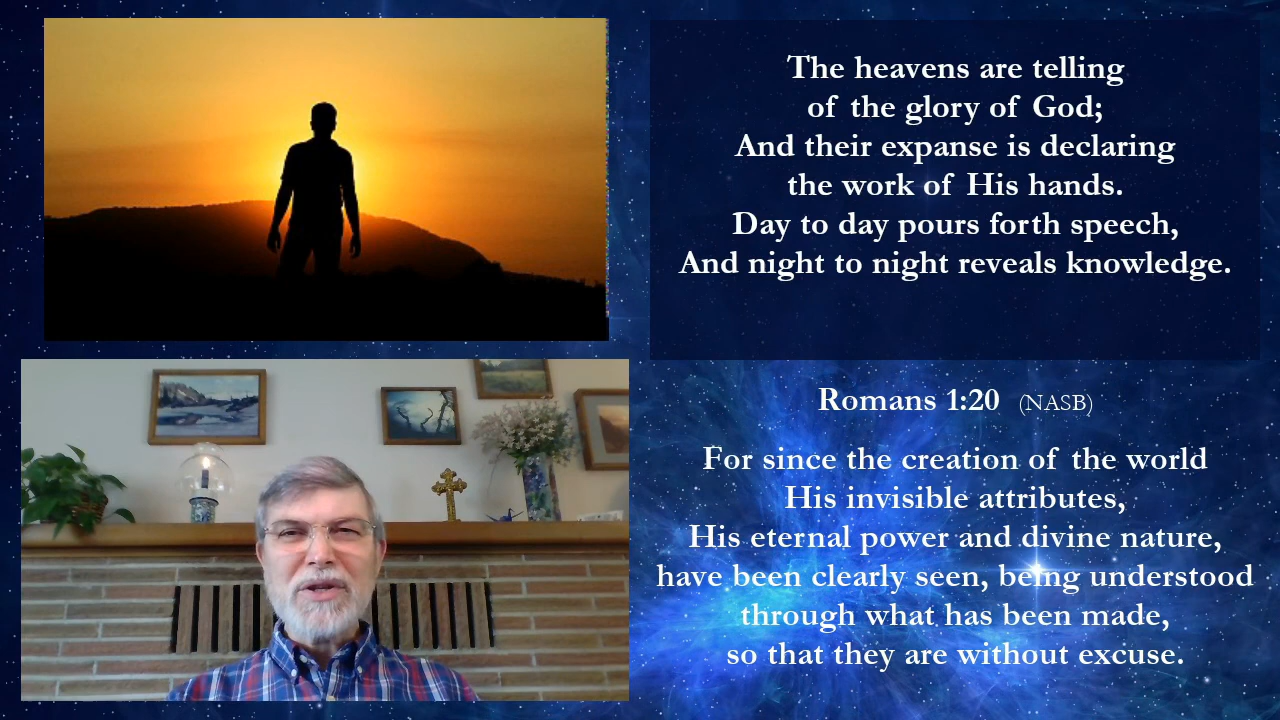 The heavens are telling
of the glory of God;
And their expanse is declaring
the work of His hands.
Day to day pours forth speech,
And night to night reveals knowledge.
Romans 1:20 (NASB)
For since the creation of the world
His invisible attributes,
His eternal power and divine nature,
have been clearly seen, being understood
through what has been made,
so that they are without excuse.